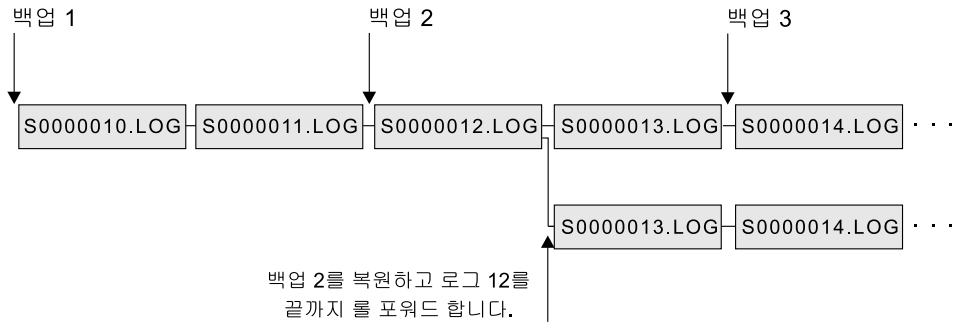 백업 1 백업 2 백업 3
S0000010.LOG S0000011.LOG S0000012.LOG S0000013.LOG S0000014.LOG . . .
S0000013.LOG S0000014.LOG . . .
백업 2를 복원하고 로그 12를
끝까지 롤 포워드 합니다.